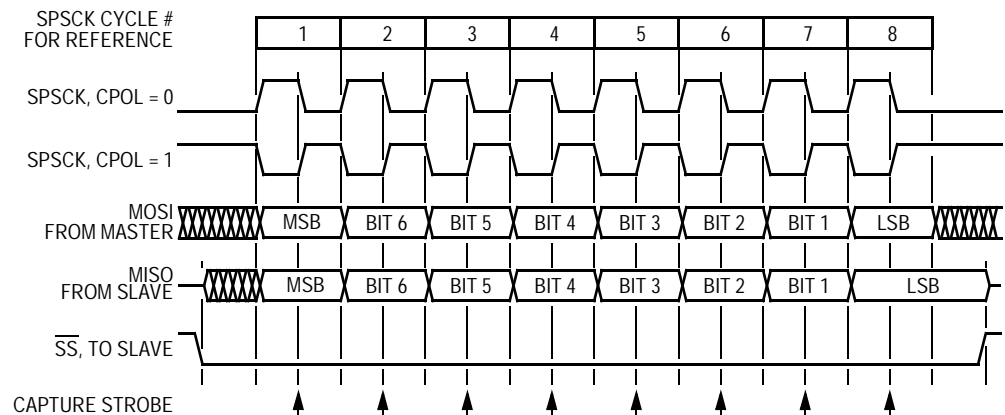 SPSCK CYCLE #
FOR REFERENCE
1 2 3 4 5 6 7 8
SPSCK, CPOL = 0
SPSCK, CPOL = 1
MOSI
FROM MASTER
MSB BIT 6 BIT 5 BIT 4 BIT 3 BIT 2 BIT 1 LSB
MISO
FROM SLAVE
MSB BIT 6 BIT 5 BIT 4 BIT 3 BIT 2 BIT 1 LSB
SS, TO SLAVE
CAPTURE STROBE